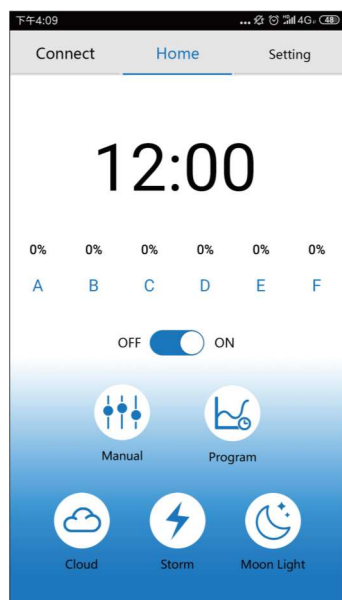 下午4:09 ... HD 4G 48
Connect Home Setting
12:00
0% 0% 0% 0% 0% 0%
A B C D E F
OFF ON
Manual Program
Cloud Storm Moon Light